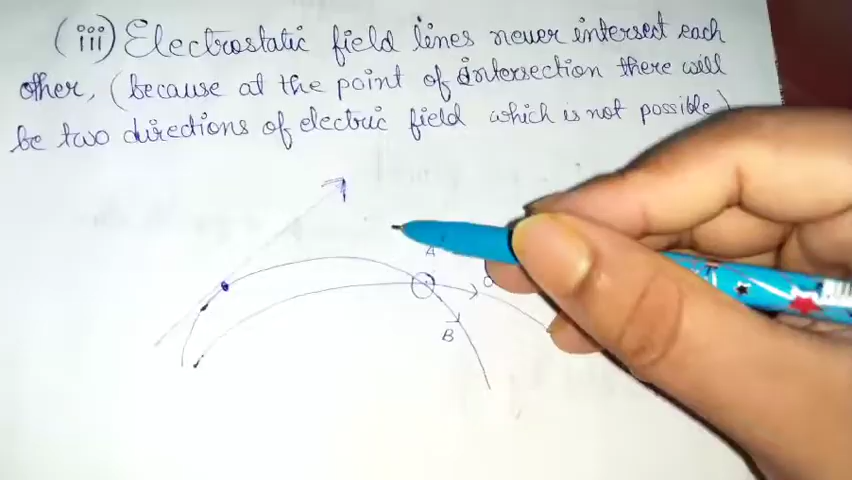 (iii) Electrostatic field lines never intersect each
other, (because at the point of intersection there will
be two directions of electric field which is not possible)
A
B